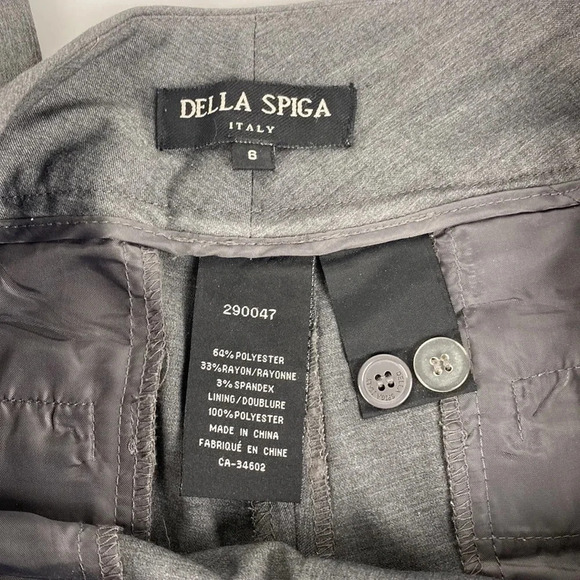 DELLA SPIGA
ITALY
6
290047
64% POLYESTER
33% RAYON/RAYONNE
3% SPANDEX
LINING/DOUBLURE
100% POLYESTER
MADE IN CHINA
FABRIQUÉ EN CHINE
CA-34602